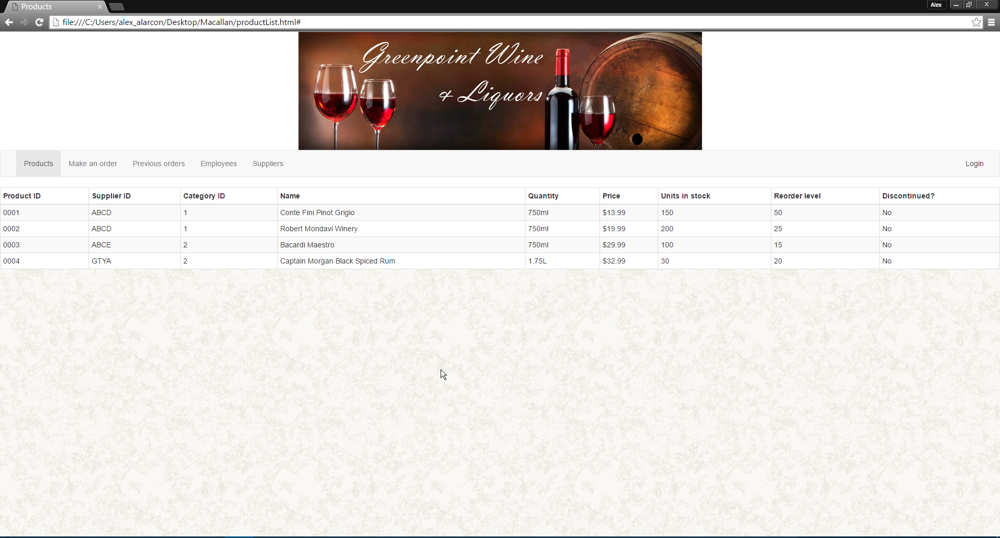 Products
Alex
file:///C:/Users/alex_alarcon/Desktop/Macallan/productList.html#
Greenpoint Wine
& Liquors
Products Make an order Previous orders Employees Suppliers Login
Product ID Supplier ID Category ID Name Quantity Price Units in stock Reorder level Discontinued?
0001 ABCD 1 Conte Fini Pinot Grigio 750ml $13.99 150 50 No
0002 ABCD 1 Robert Mondavi Winery 750ml $19.99 200 25 No
0003 ABCE 2 Bacardi Maestro 750ml $29.99 100 15 No
0004 GTYA 2 Captain Morgan Black Spiced Rum 1.75L $32.99 30 20 No